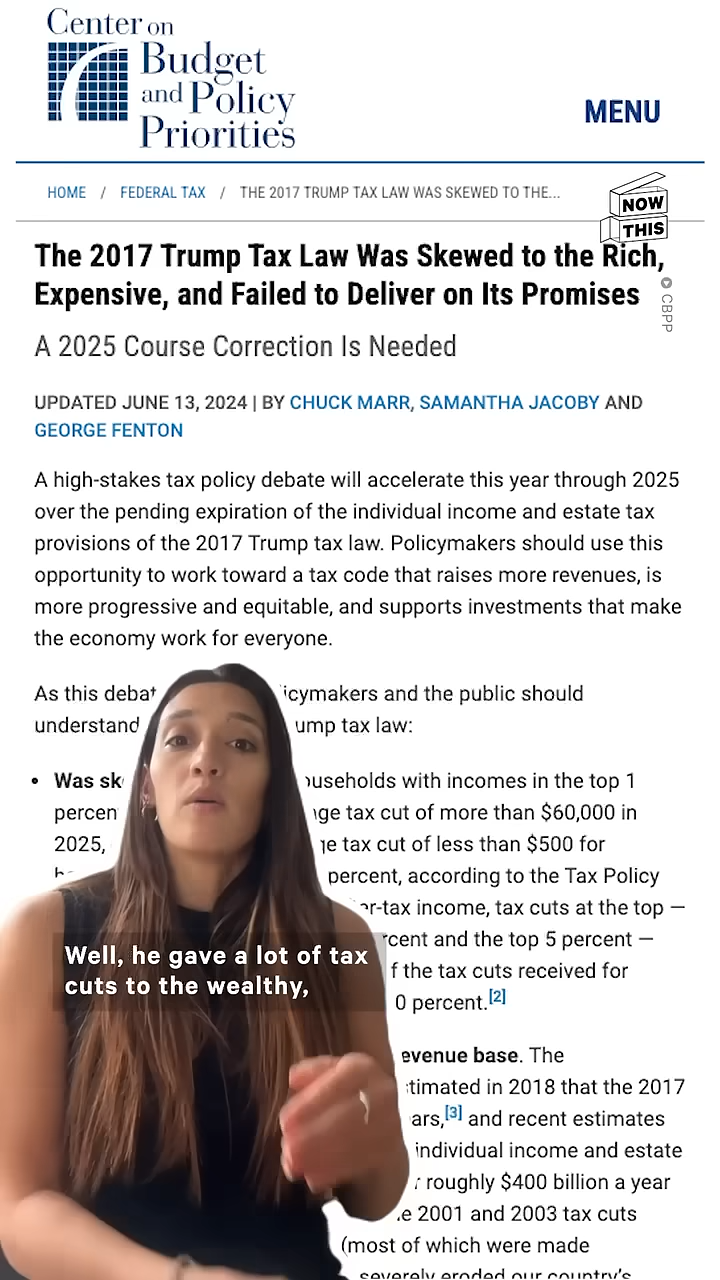 Center on
Budget
and Policy
Priorities
MENU
HOME / FEDERAL TAX / THE 2017 TRUMP TAX LAW WAS SKEWED TO THE...
NOW
THIS
The 2017 Trump Tax Law Was Skewed to the Rich,
Expensive, and Failed to Deliver on Its Promises
© CBPP
A 2025 Course Correction Is Needed
UPDATED JUNE 13, 2024 | BY CHUCK MARR, SAMANTHA JACOBY AND
GEORGE FENTON
A high-stakes tax policy debate will accelerate this year through 2025
over the pending expiration of the individual income and estate tax
provisions of the 2017 Trump tax law. Policymakers should use this
opportunity to work toward a tax code that raises more revenues, is
more progressive and equitable, and supports investments that make
the economy work for everyone.
As this debat icymakers and the public should
understand ump tax law:
• Was sk ouseholds with incomes in the top 1
percen ge tax cut of more than $60,000 in
2025, ge tax cut of less than $500 for
percent, according to the Tax Policy
er-tax income, tax cuts at the top —
rcent and the top 5 percent —
f the tax cuts received for
0 percent.[2]
Well, he gave a lot of tax
cuts to the wealthy,
evenue base. The
timated in 2018 that the 2017
ars,[3] and recent estimates
individual income and estate
r roughly $400 billion a year
e 2001 and 2003 tax cuts
(most of which were made
severely eroded our country's